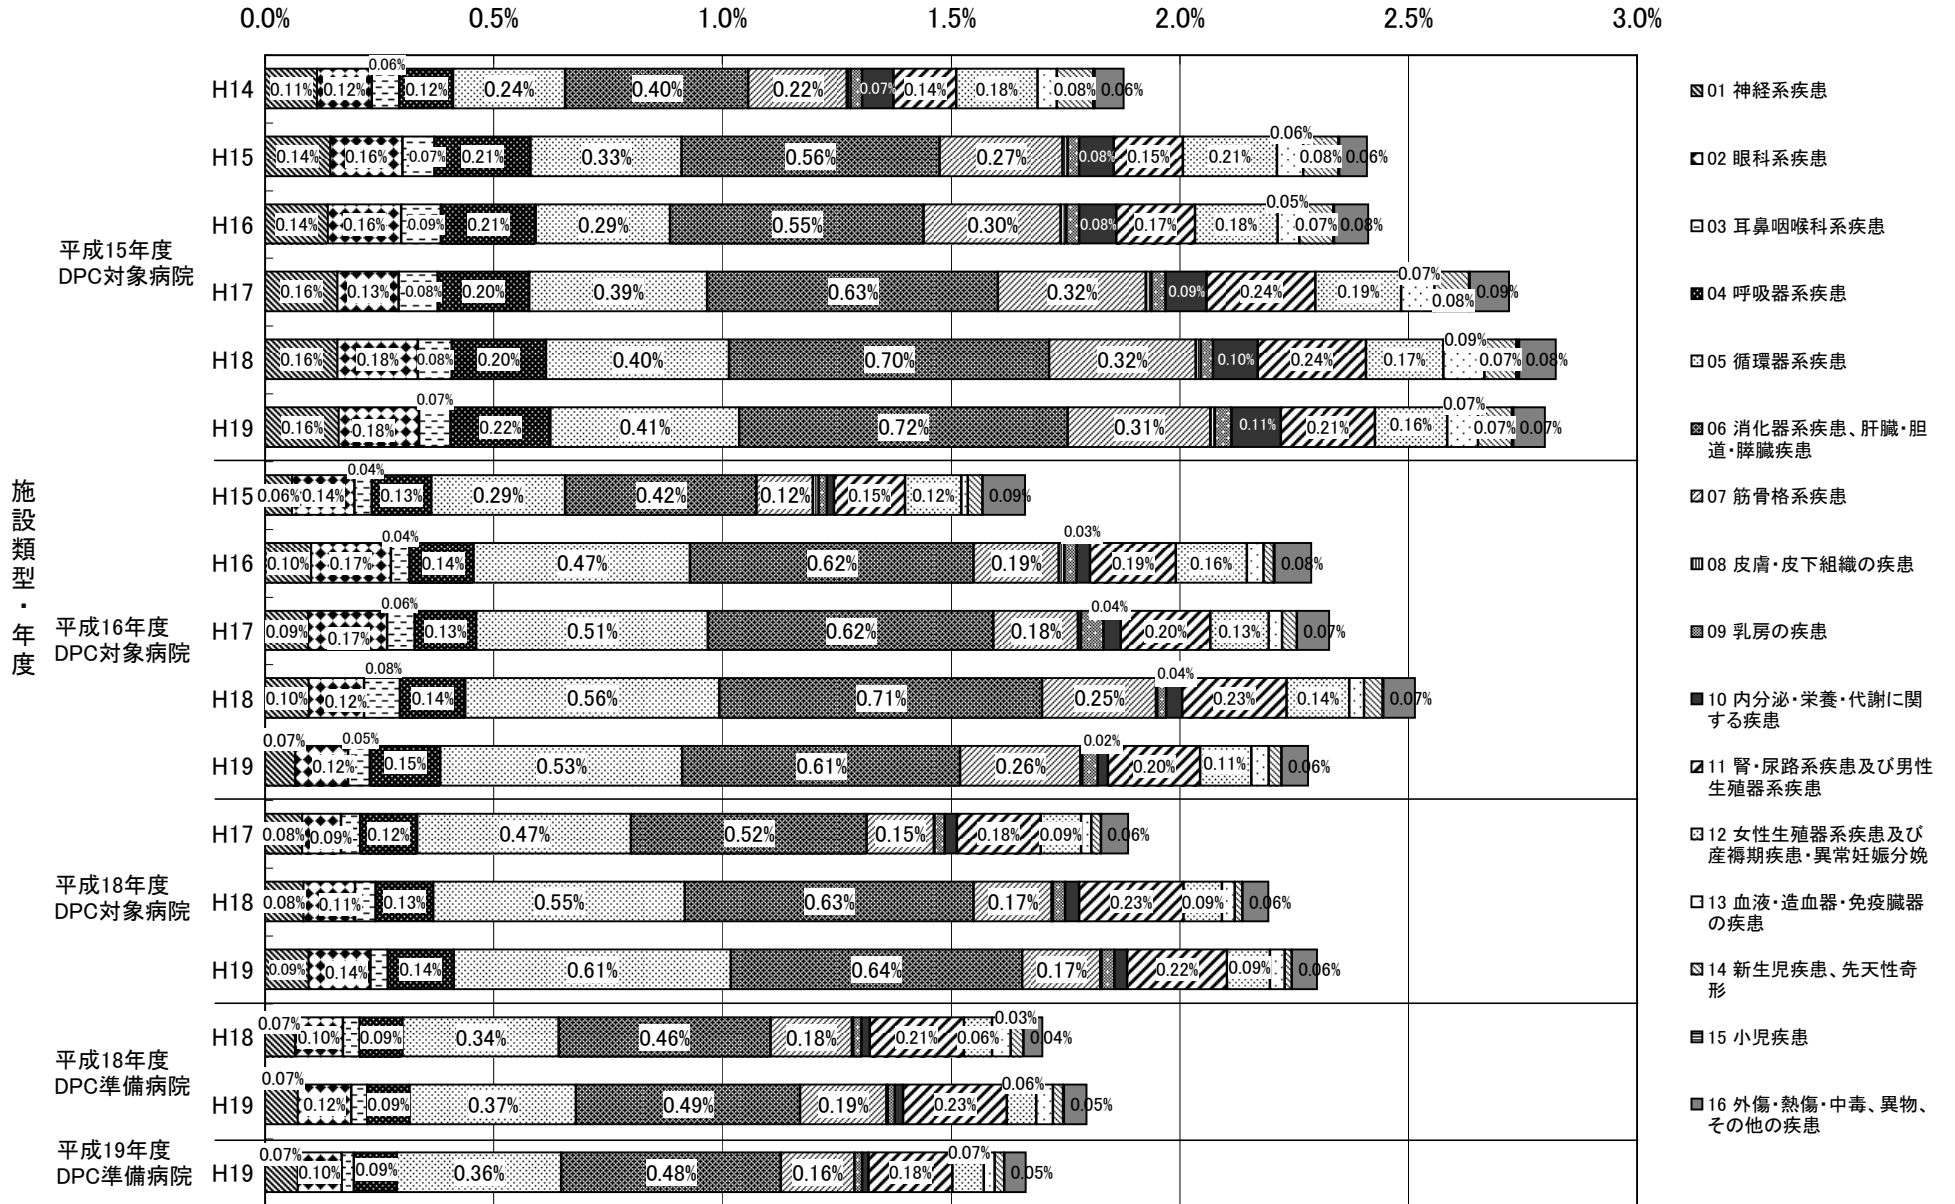 0.0% 0.5% 1.0% 1.5% 2.0% 2.5% 3.0%
施設類型・年度
平成15年度
DPC対象病院
H14 0.11% 0.12% 0.06% 0.12% 0.24% 0.40% 0.22% 0.07% 0.14% 0.18% 0.08% 0.06%
H15 0.14% 0.16% 0.07% 0.21% 0.33% 0.56% 0.27% 0.08% 0.15% 0.21% 0.06% 0.08% 0.06%
H16 0.14% 0.16% 0.09% 0.21% 0.29% 0.55% 0.30% 0.08% 0.17% 0.18% 0.05% 0.07% 0.08%
H17 0.16% 0.13% 0.08% 0.20% 0.39% 0.63% 0.32% 0.09% 0.24% 0.19% 0.07% 0.08% 0.09%
H18 0.16% 0.18% 0.08% 0.20% 0.40% 0.70% 0.32% 0.10% 0.24% 0.17% 0.09% 0.07% 0.08%
H19 0.16% 0.18% 0.07% 0.22% 0.41% 0.72% 0.31% 0.11% 0.21% 0.16% 0.07% 0.07% 0.07%
平成16年度
DPC対象病院
H15 0.06% 0.14% 0.04% 0.13% 0.29% 0.42% 0.12% 0.15% 0.12% 0.09%
H16 0.10% 0.17% 0.04% 0.14% 0.47% 0.62% 0.19% 0.03% 0.19% 0.16% 0.08%
H17 0.09% 0.17% 0.06% 0.13% 0.51% 0.62% 0.18% 0.04% 0.20% 0.13% 0.07%
H18 0.10% 0.12% 0.08% 0.14% 0.56% 0.71% 0.25% 0.04% 0.23% 0.14% 0.07%
H19 0.07% 0.12% 0.05% 0.15% 0.53% 0.61% 0.26% 0.02% 0.20% 0.11% 0.06%
平成18年度
DPC対象病院
H17 0.08% 0.09% 0.12% 0.47% 0.52% 0.15% 0.18% 0.09% 0.06%
H18 0.08% 0.11% 0.13% 0.55% 0.63% 0.17% 0.23% 0.09% 0.06%
H19 0.09% 0.14% 0.14% 0.61% 0.64% 0.17% 0.22% 0.09% 0.06%
平成18年度
DPC準備病院
H18 0.07% 0.10% 0.09% 0.34% 0.46% 0.18% 0.21% 0.06% 0.03% 0.04%
H19 0.07% 0.12% 0.09% 0.37% 0.49% 0.19% 0.23% 0.06% 0.05%
平成19年度
DPC準備病院
H19 0.07% 0.10% 0.09% 0.36% 0.48% 0.16% 0.18% 0.07% 0.05%
01 神経系疾患
02 眼科系疾患
03 耳鼻咽喉科系疾患
04 呼吸器系疾患
05 循環器系疾患
06 消化器系疾患、肝臓・胆
道・膵臓疾患
07 筋骨格系疾患
08 皮膚・皮下組織の疾患
09 乳房の疾患
10 内分泌・栄養・代謝に関
する疾患
11 腎・尿路系疾患及び男性
生殖器系疾患
12 女性生殖器系疾患及び
産褥期疾患・異常妊娠分娩
13 血液・造血器・免疫臓器
の疾患
14 新生児疾患、先天性奇
形
15 小児疾患
16 外傷・熱傷・中毒、異物、
その他の疾患